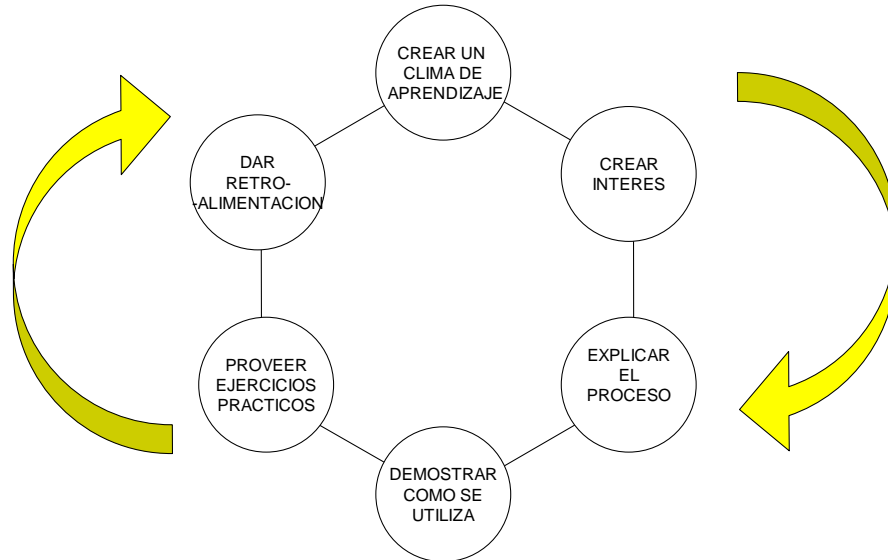 CREAR UN
CLIMA DE
APRENDIZAJE
CREAR
INTERES
EXPLICAR
EL
PROCESO
DEMOSTRAR
COMO SE
UTILIZA
PROVEER
EJERCICIOS
PRACTICOS
DAR
RETRO-
-ALIMENTACION